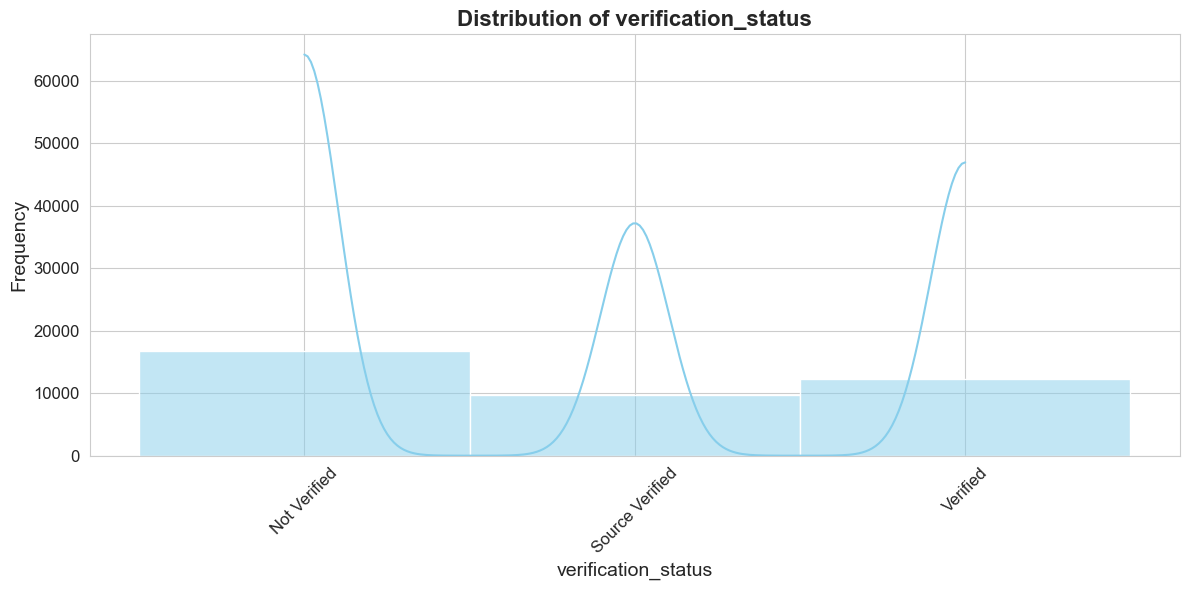 Distribution of verification_status
Frequency
60000
50000
40000
30000
20000
10000
0
Not Verified
Source Verified
Verified
verification_status